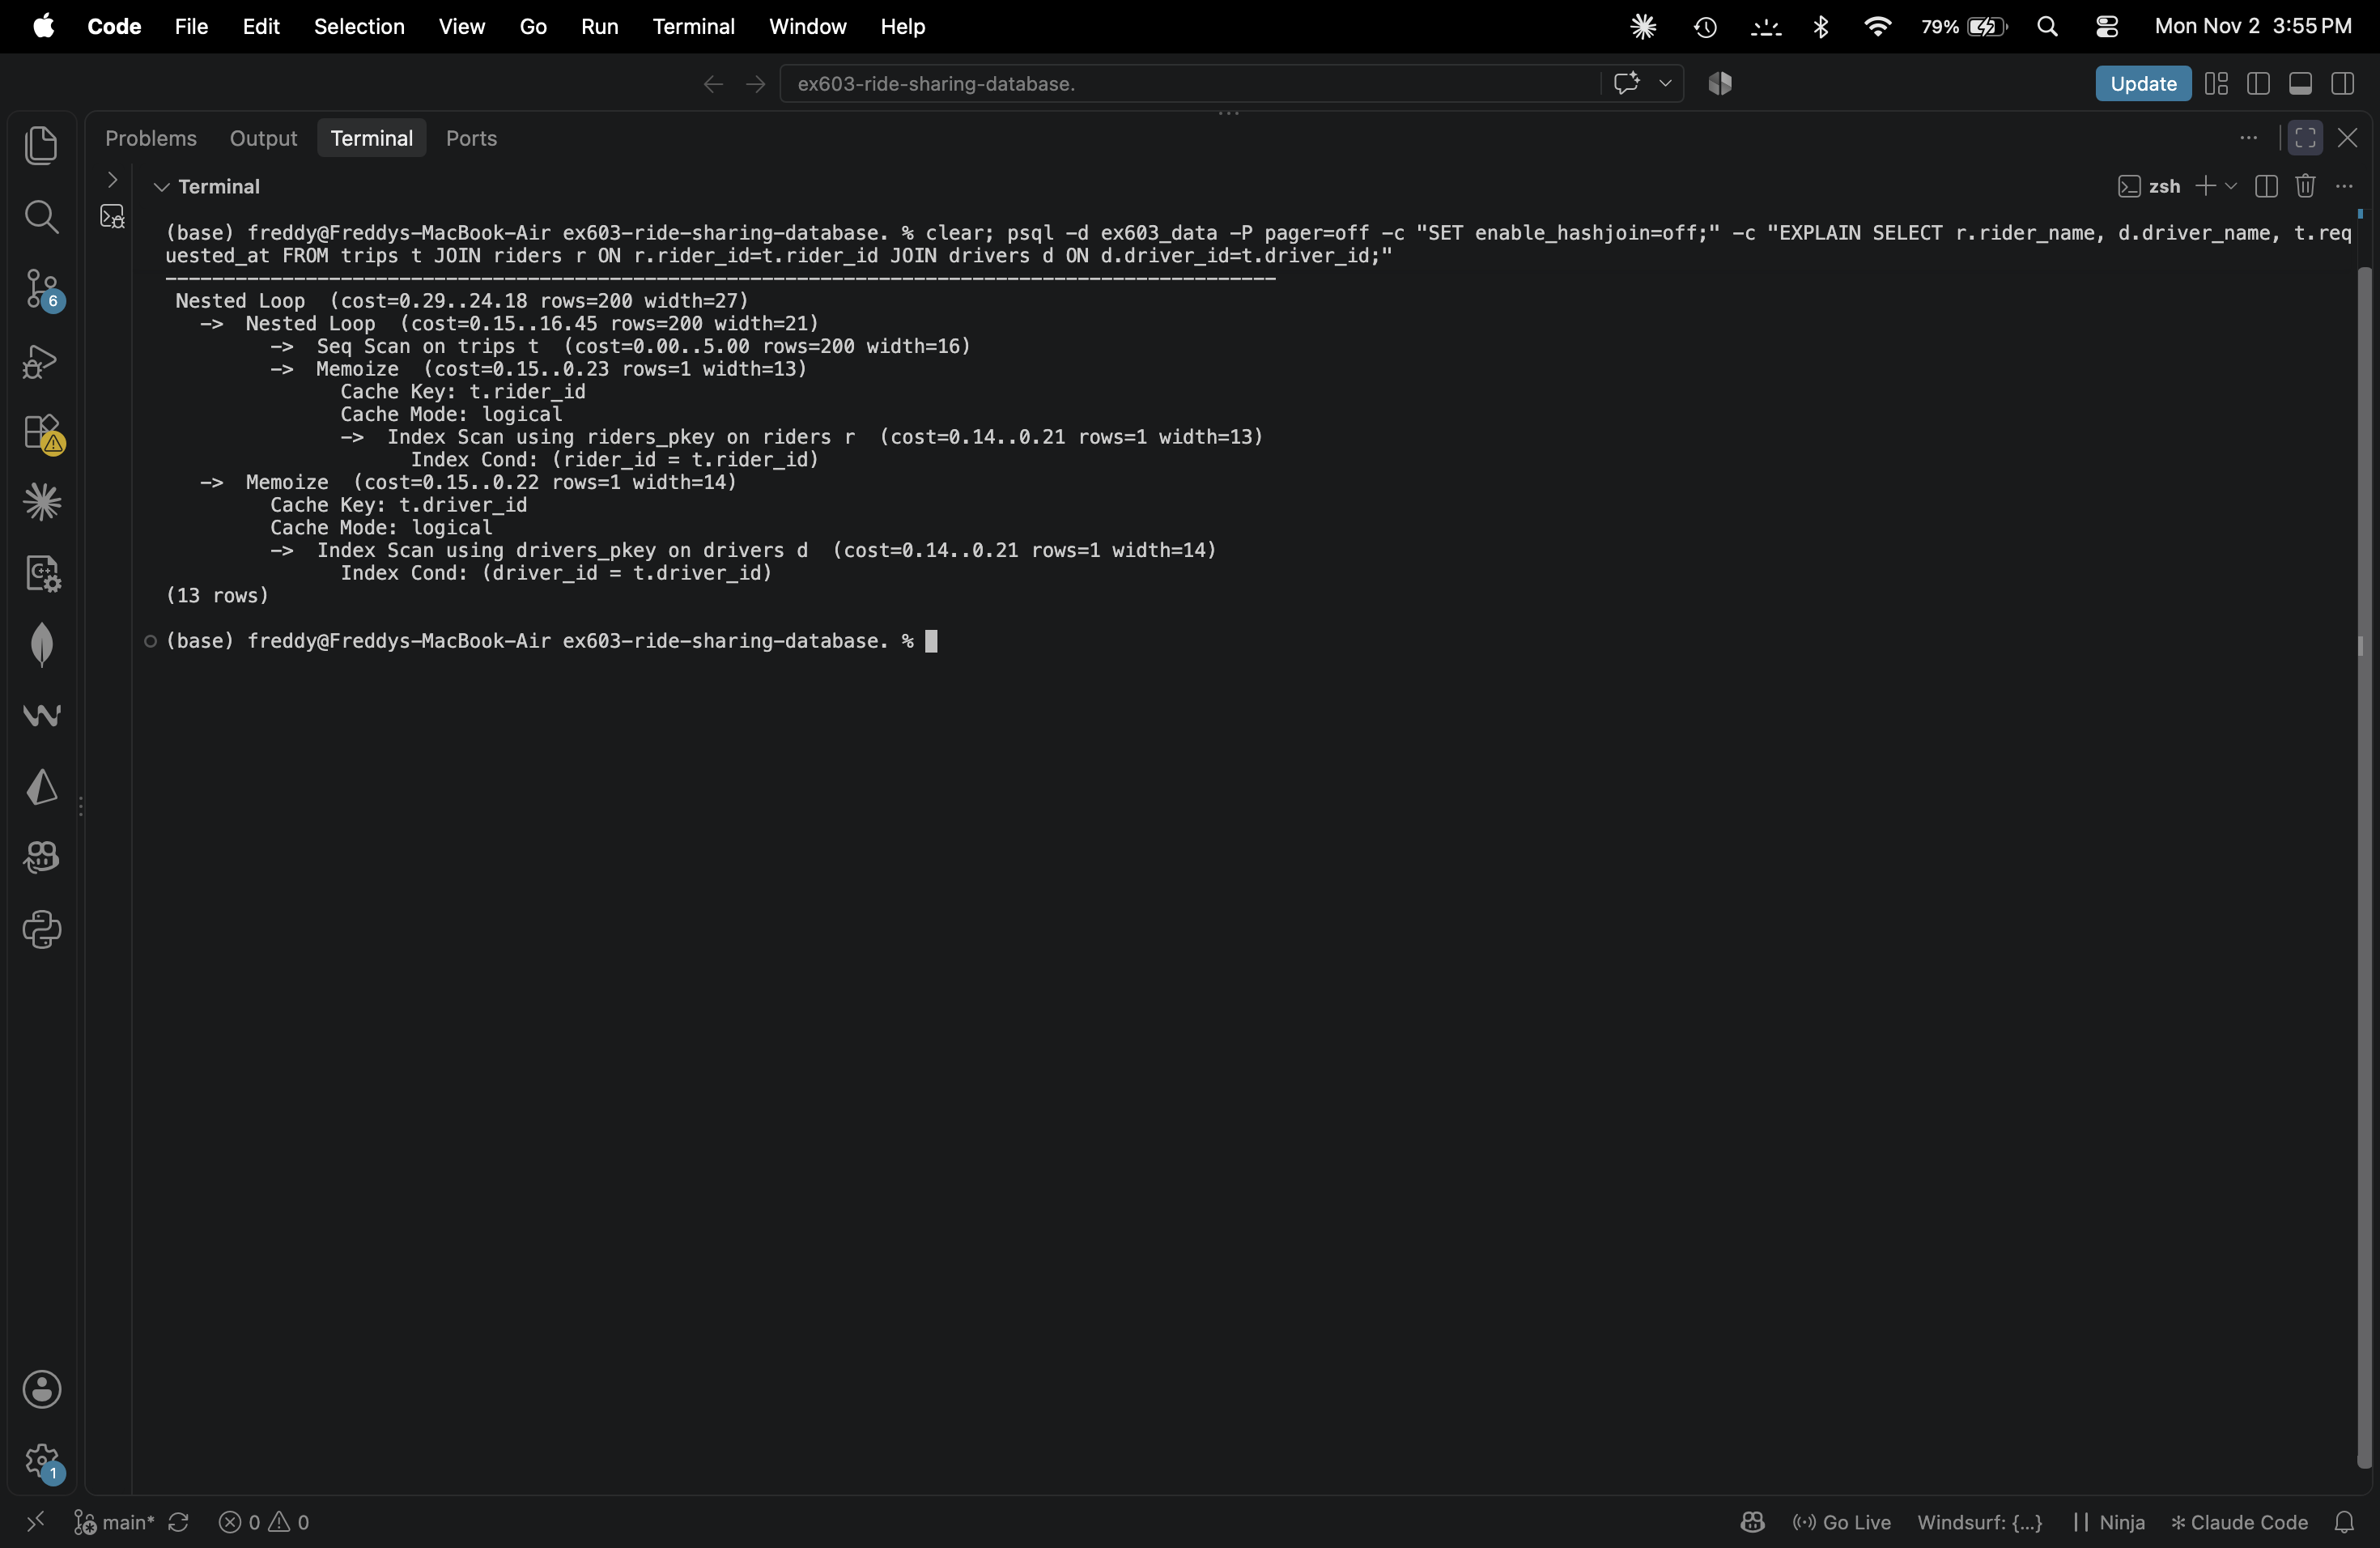 Code File Edit Selection View Go Run Terminal Window Help 79% Mon Nov 2 3:55 PM
ex603-ride-sharing-database. Update
Problems Output Terminal Ports
Terminal zsh
(base) freddy@Freddys-MacBook-Air ex603-ride-sharing-database. % clear; psql -d ex603_data -P pager=off -c "SET enable_hashjoin=off;" -c "EXPLAIN SELECT r.rider_name, d.driver_name, t.req
uested_at FROM trips t JOIN riders r ON r.rider_id=t.rider_id JOIN drivers d ON d.driver_id=t.driver_id;"
-----------------------------------------------------------------------------------------------
 Nested Loop  (cost=0.29..24.18 rows=200 width=27)
   ->  Nested Loop  (cost=0.15..16.45 rows=200 width=21)
         ->  Seq Scan on trips t  (cost=0.00..5.00 rows=200 width=16)
         ->  Memoize  (cost=0.15..0.23 rows=1 width=13)
               Cache Key: t.rider_id
               Cache Mode: logical
               ->  Index Scan using riders_pkey on riders r  (cost=0.14..0.21 rows=1 width=13)
                     Index Cond: (rider_id = t.rider_id)
   ->  Memoize  (cost=0.15..0.22 rows=1 width=14)
         Cache Key: t.driver_id
         Cache Mode: logical
         ->  Index Scan using drivers_pkey on drivers d  (cost=0.14..0.21 rows=1 width=14)
               Index Cond: (driver_id = t.driver_id)
(13 rows)
(base) freddy@Freddys-MacBook-Air ex603-ride-sharing-database. %
6
1
main* 0 0 Go Live Windsurf: {...} Ninja Claude Code